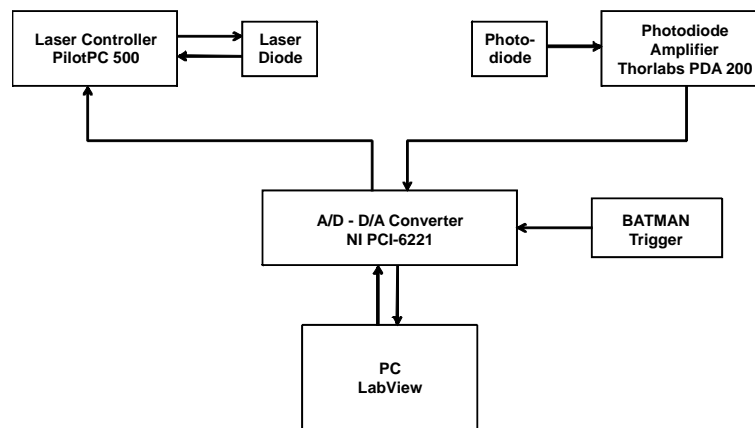 Laser Controller
PilotPC 500
Laser
Diode
Photo-
diode
Photodiode
Amplifier
Thorlabs PDA 200
A/D - D/A Converter
NI PCI-6221
BATMAN
Trigger
PC
LabView